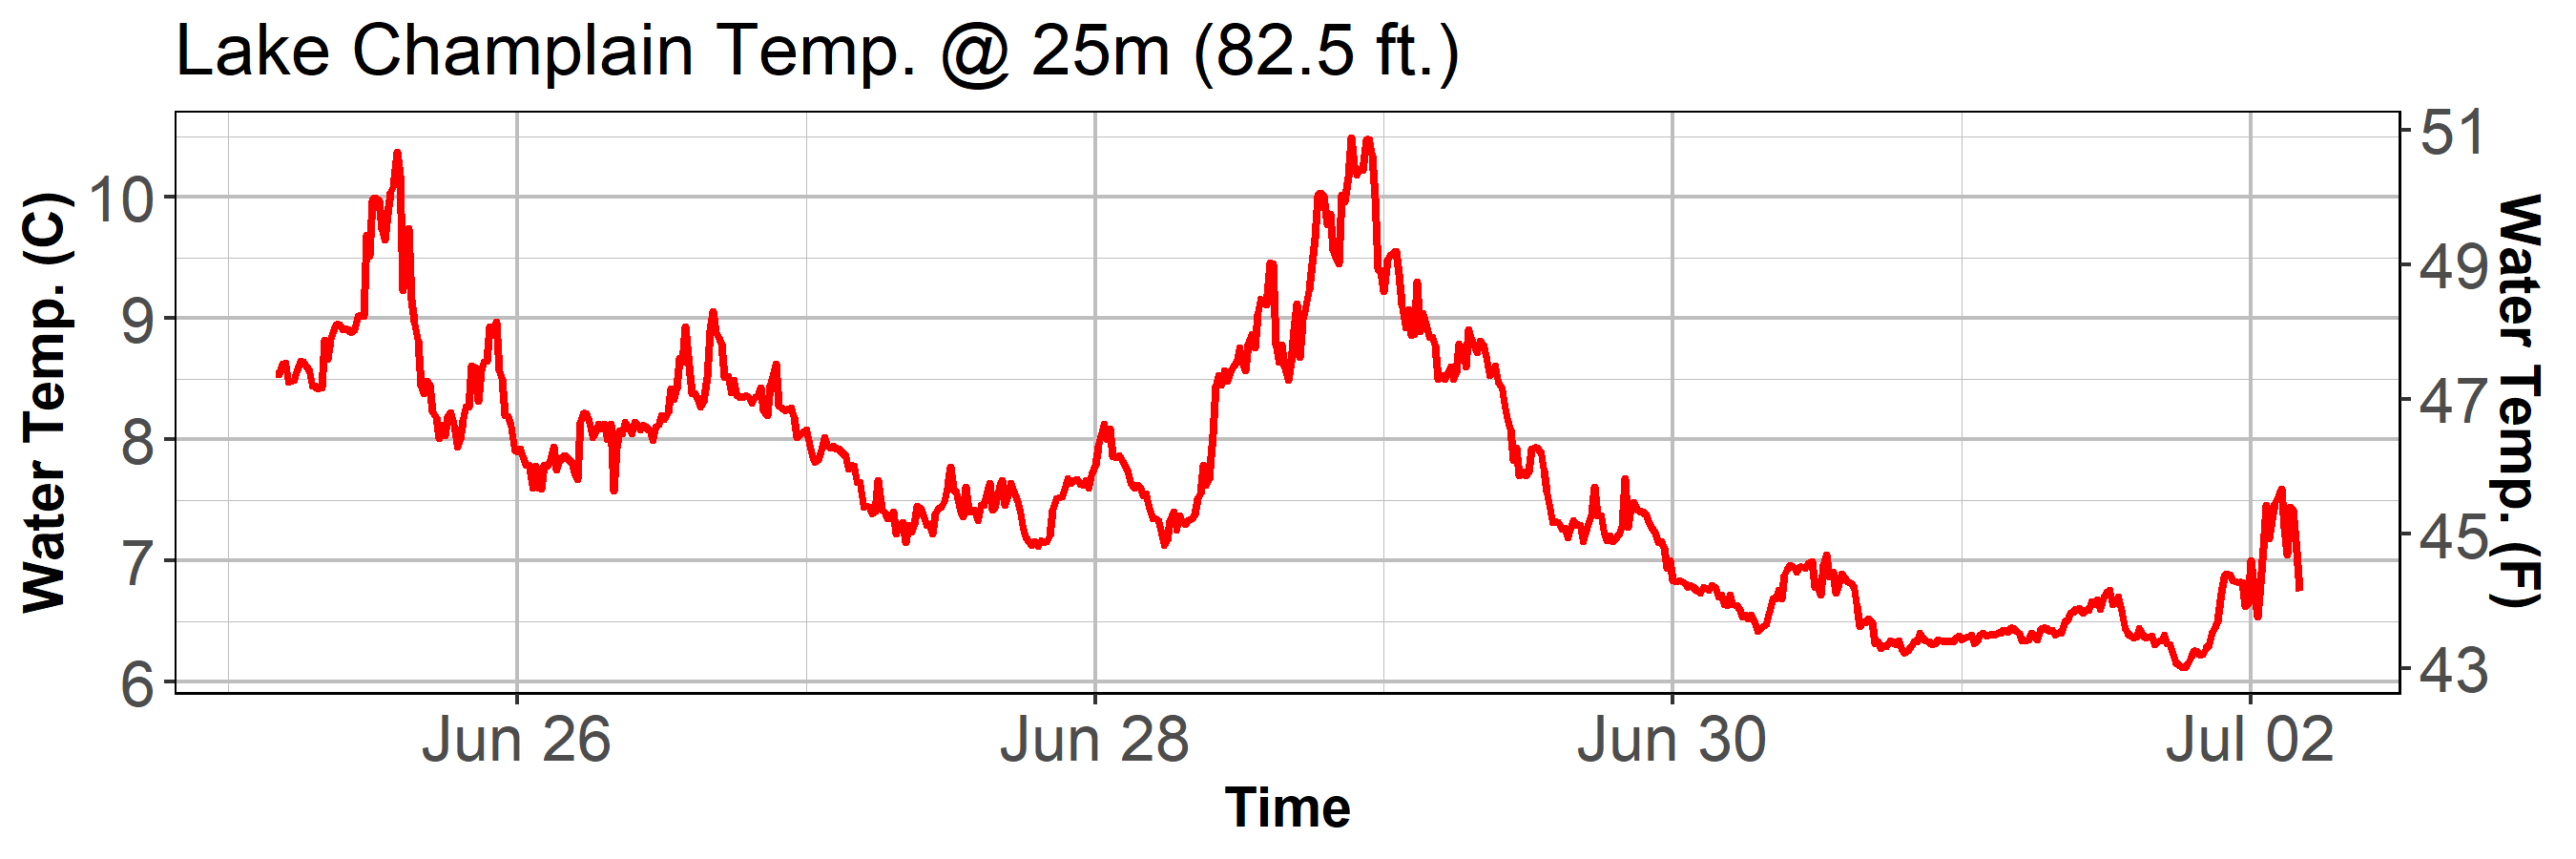 Lake Champlain Temp. @ 25m (82.5 ft.)
Water Temp. (C)
10
9
8
7
6
51
49
47
45
43
Water Temp. (F)
Jun 26 Jun 28 Jun 30 Jul 02
Time